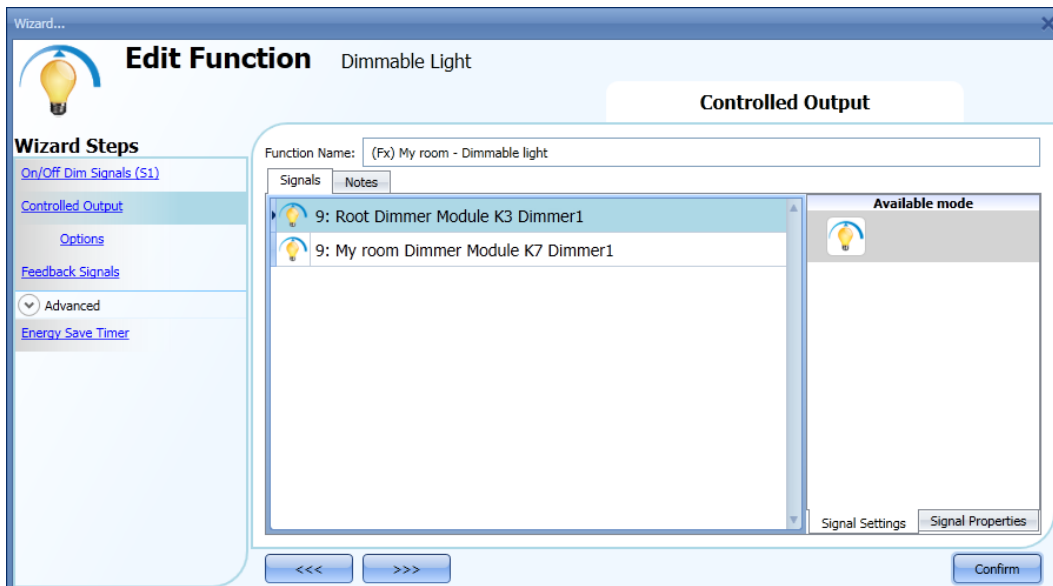 Wizard...
Edit Function Dimmable Light
Controlled Output
Wizard Steps
On/Off Dim Signals (S1)
Controlled Output
Options
Feedback Signals
Advanced
Energy Save Timer
Function Name: (Fx) My room - Dimmable light
Signals Notes
9: Root Dimmer Module K3 Dimmer1
9: My room Dimmer Module K7 Dimmer1
Available mode
Signal Settings Signal Properties
<<< >>> Confirm